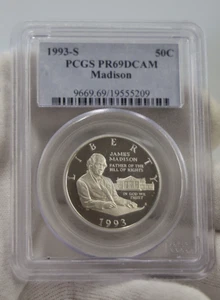 1993-S 50C
PCGS PR69DCAM
Madison
9669.69/19555209
LIBERTY
JAMES
MADISON
FATHER OF THE
BILL OF RIGHTS
IN GOD WE
TRUST
1993